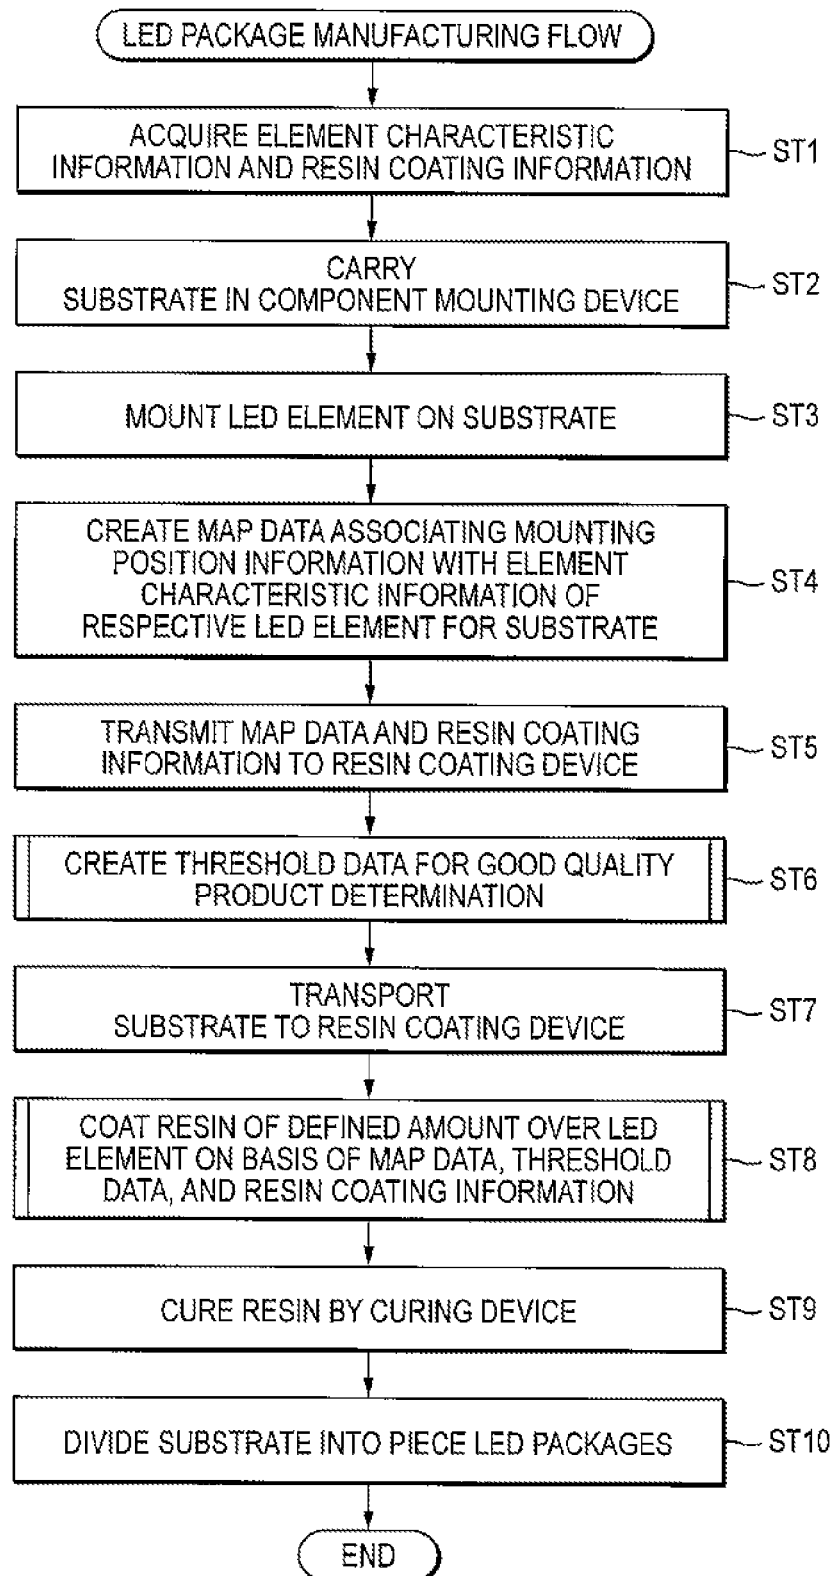 LED PACKAGE MANUFACTURING FLOW
ACQUIRE ELEMENT CHARACTERISTIC
INFORMATION AND RESIN COATING INFORMATION
ST1
CARRY
SUBSTRATE IN COMPONENT MOUNTING DEVICE
ST2
MOUNT LED ELEMENT ON SUBSTRATE
ST3
CREATE MAP DATA ASSOCIATING MOUNTING
POSITION INFORMATION WITH ELEMENT
CHARACTERISTIC INFORMATION OF
RESPECTIVE LED ELEMENT FOR SUBSTRATE
ST4
TRANSMIT MAP DATA AND RESIN COATING
INFORMATION TO RESIN COATING DEVICE
ST5
CREATE THRESHOLD DATA FOR GOOD QUALITY
PRODUCT DETERMINATION
ST6
TRANSPORT
SUBSTRATE TO RESIN COATING DEVICE
ST7
COAT RESIN OF DEFINED AMOUNT OVER LED
ELEMENT ON BASIS OF MAP DATA, THRESHOLD
DATA, AND RESIN COATING INFORMATION
ST8
CURE RESIN BY CURING DEVICE
ST9
DIVIDE SUBSTRATE INTO PIECE LED PACKAGES
ST10
END